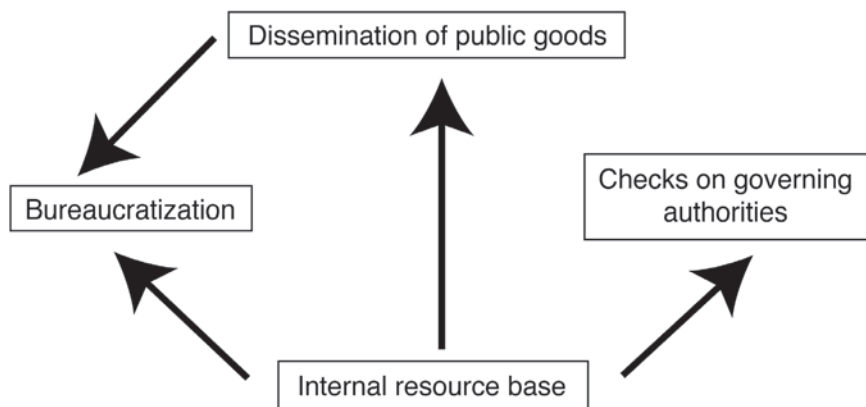 Dissemination of public goods
Bureaucratization
Checks on governing
authorities
Internal resource base